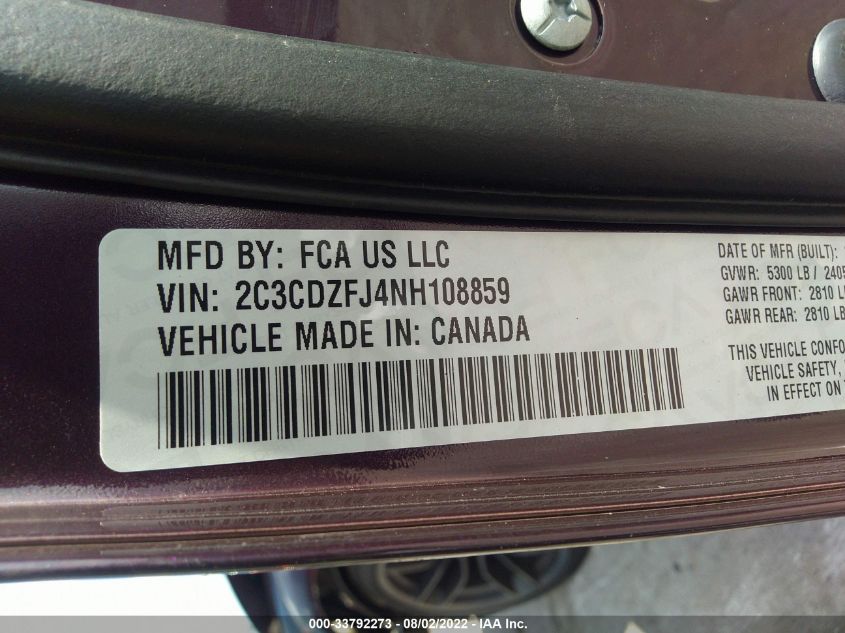 MFD BY: FCA US LLC
VIN: 2C3CDZFJ4NH108859
VEHICLE MADE IN: CANADA
DATE OF MFR (BUILT):
GVWR: 5300 LB / 2405
GAWR FRONT: 2810 L
GAWR REAR: 2810 LB
THIS VEHICLE CONFO
VEHICLE SAFETY,
IN EFFECT ON
000-33792273 - 08/02/2022 - IAA Inc.